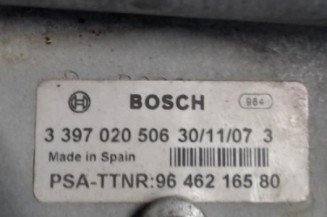 BOSCH 984
3 397 020 506 30/11/07 3
Made in Spain
PSA-TTNR:96 462 165 80